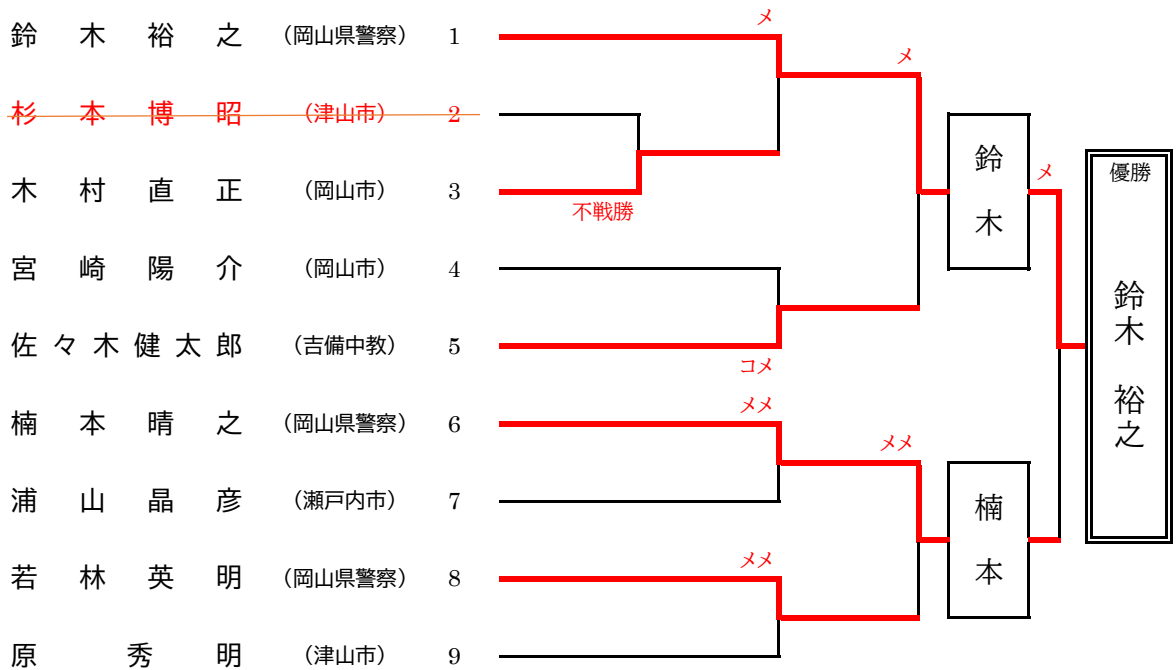 鈴木裕之 （岡山県警察） 1
メ
メ
杉本博昭 （津山市） 2
木村直正 （岡山市） 3
不戦勝
宮崎陽介 （岡山市） 4
佐々木健太郎 （吉備中教） 5
コメ
メメ
楠本晴之 （岡山県警察） 6
メメ
浦山晶彦 （瀬戸内市） 7
メメ
若林英明 （岡山県警察） 8
原秀明 （津山市） 9
鈴木
メ
楠本
優勝
鈴木 裕之